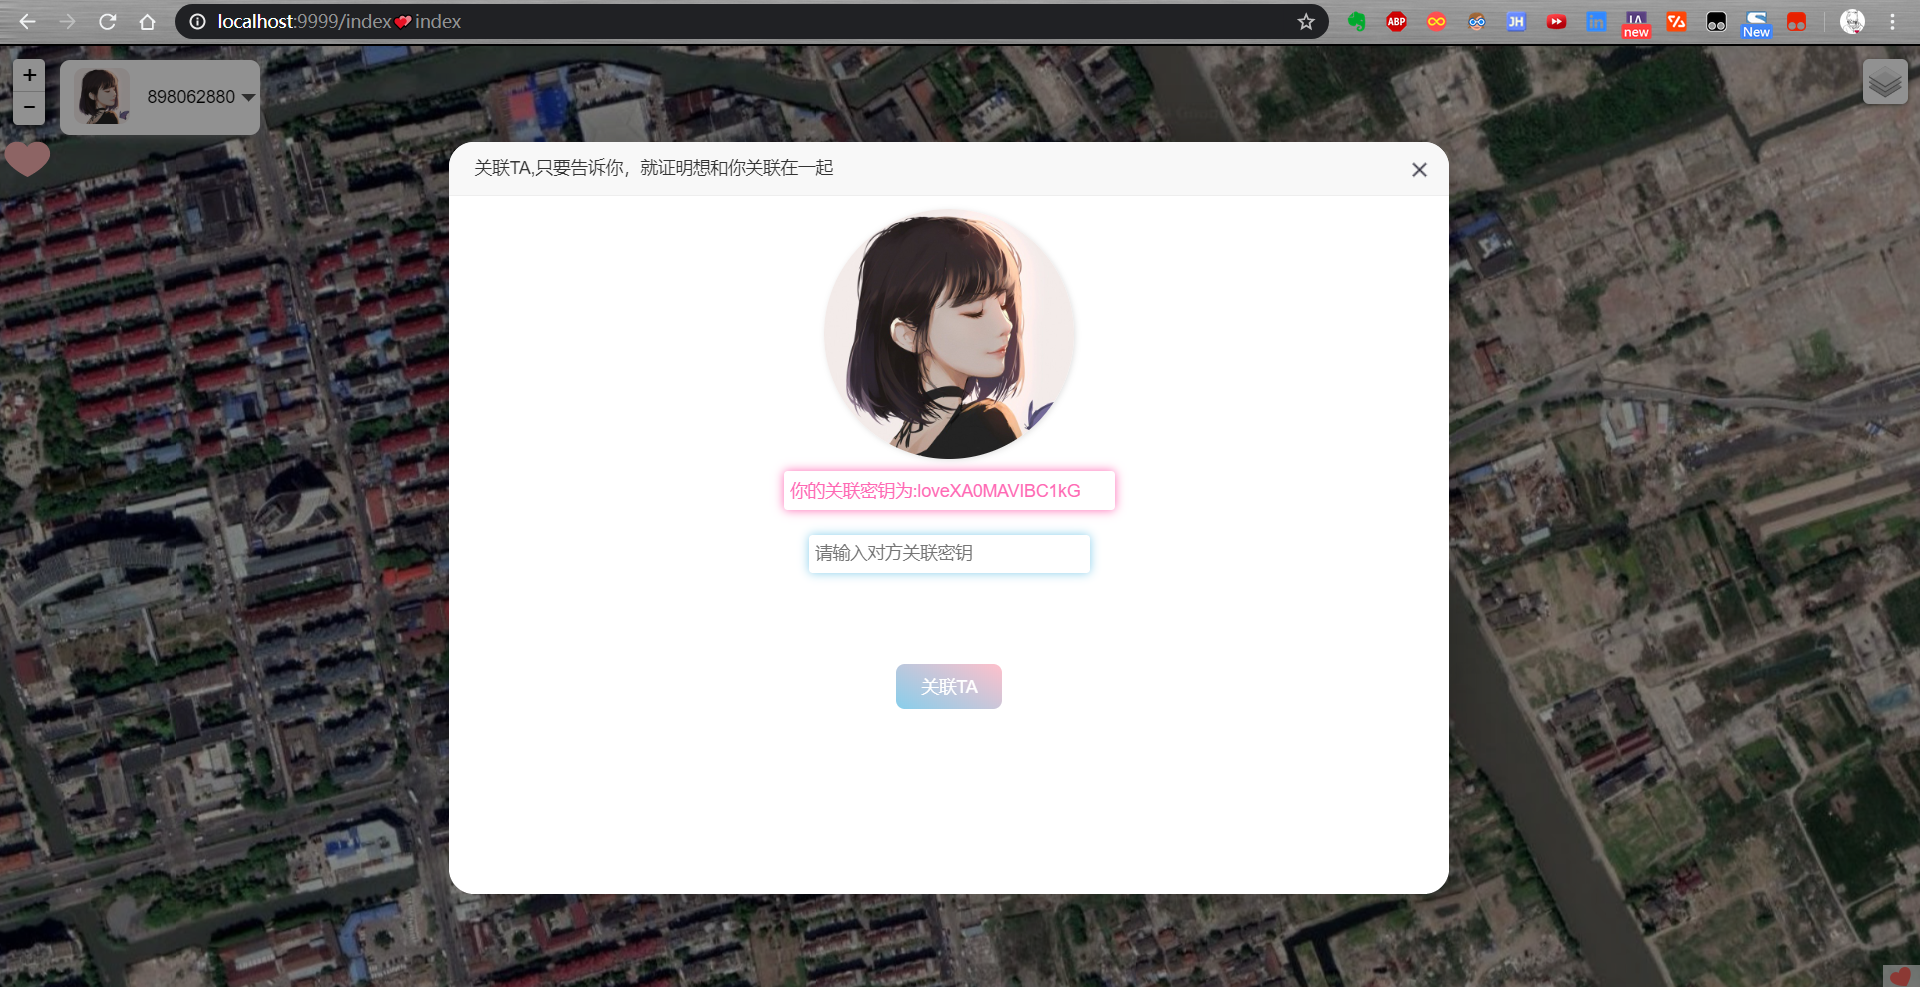 localhost:9999/index💕index
ABP
JH
in
new
New
+
898062880
−
关联TA,只要告诉你，就证明想和你关联在一起
×
你的关联密钥为:loveXA0MAVIBC1kG
请输入对方关联密钥
关联TA